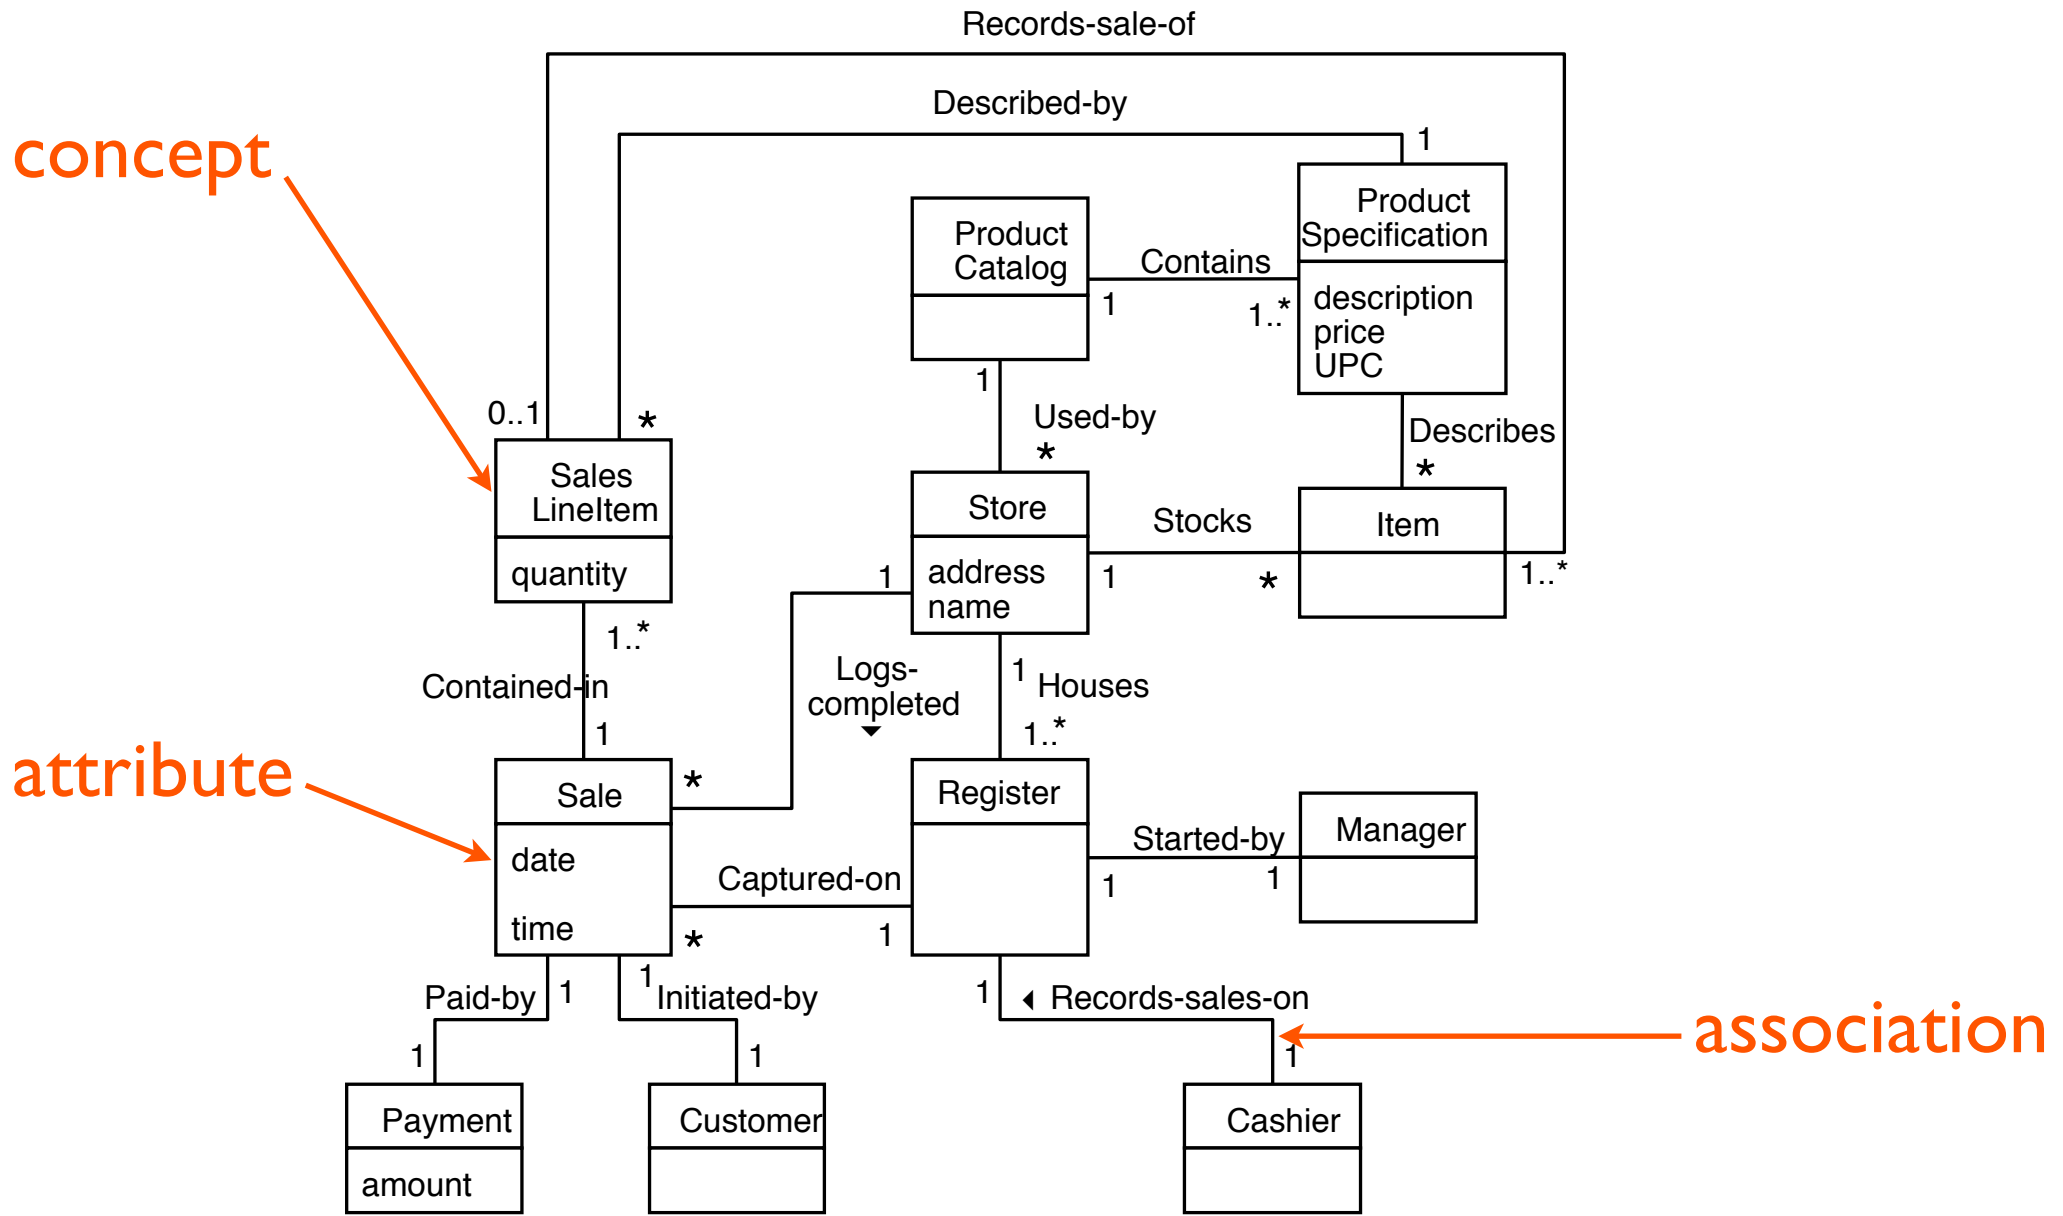 Records-sale-of
Described-by
concept
1
Product
Specification
description
price
UPC
Product
Catalog
Contains
1
1..*
1
Used-by
*
Describes
*
0..1
*
Sales
LineItem
quantity
Store
address
name
Stocks
1
*
Item
1..*
1
1..*
Contained-in
1
Logs-
completed
1
Houses
1..*
attribute
Sale
date
time
*
Register
Started-by
1
1
Manager
Captured-on
*
1
Paid-by
1
1
Initiated-by
1
1
1
Records-sales-on
1
association
Payment
amount
Customer
Cashier